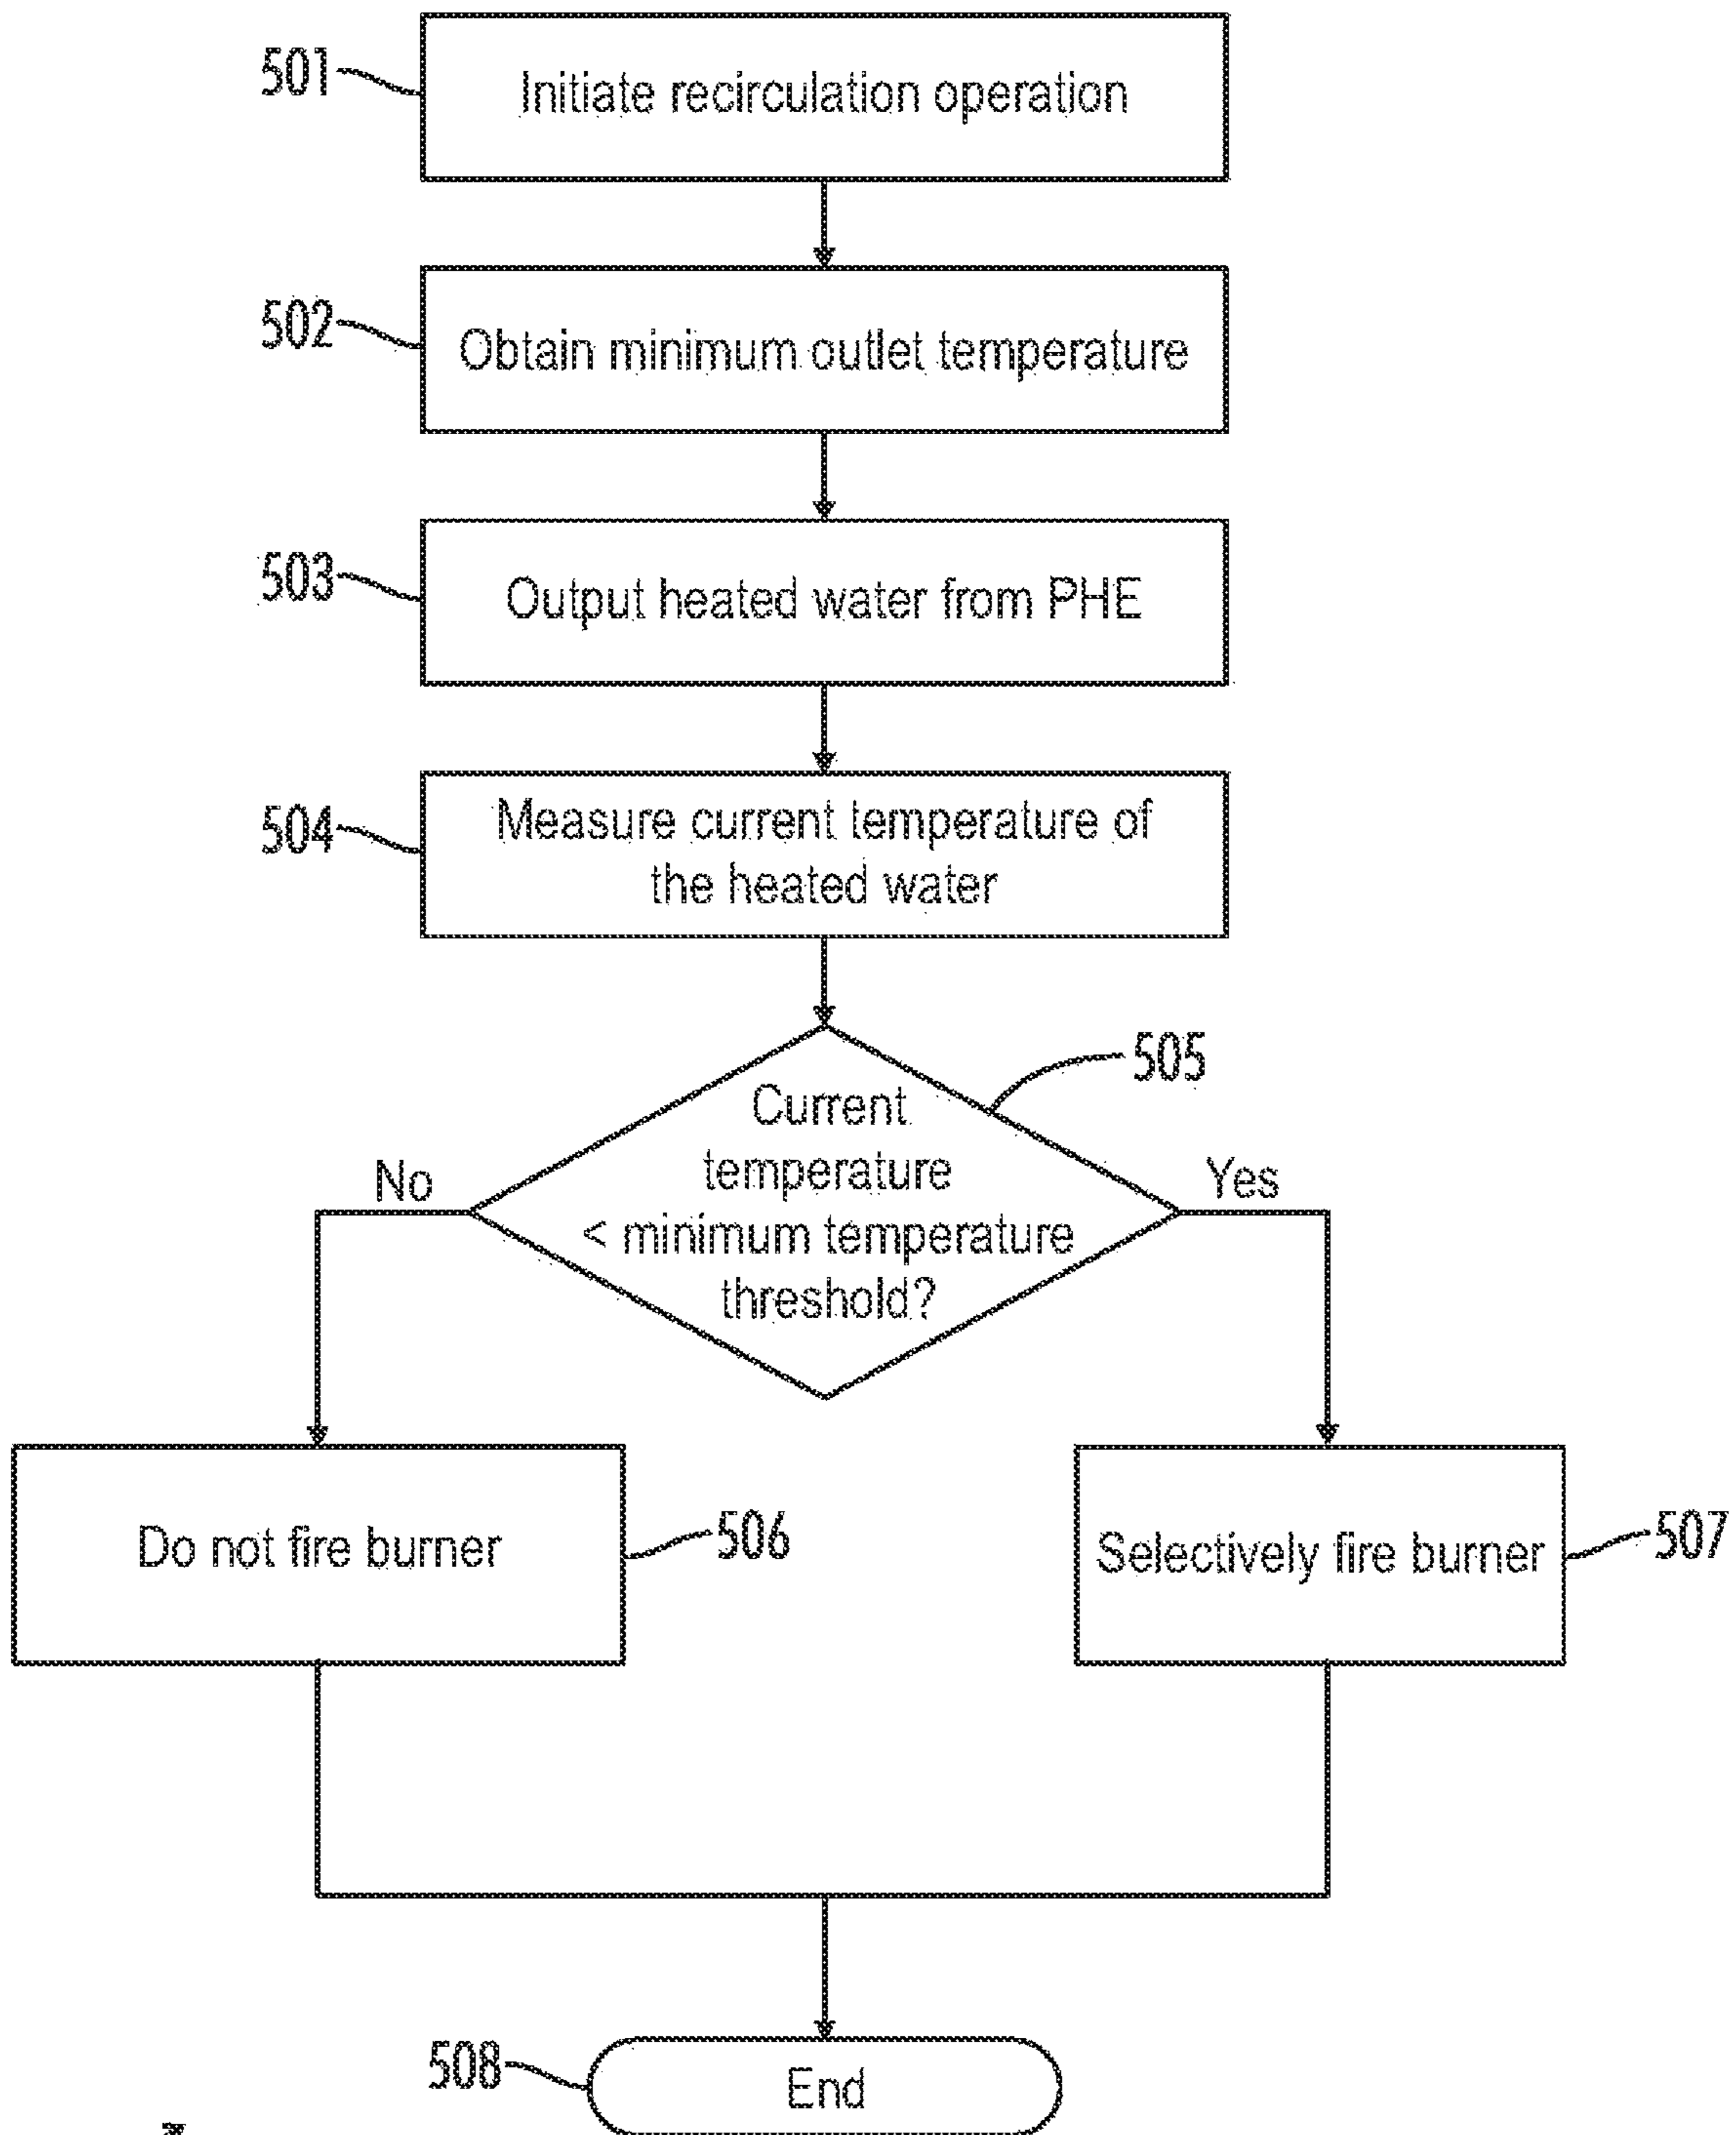 501
Initiate recirculation operation
502
Obtain minimum outlet temperature
503
Output heated water from PHE
504
Measure current temperature of
the heated water
505
Current
temperature
< minimum temperature
threshold?
No
Yes
Do not fire burner
506
Selectively fire burner
507
508
End